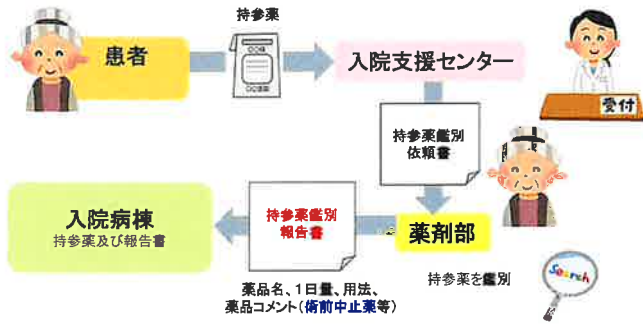 持参薬
患者
入院支援センター
受付
持参薬鑑別
依頼書
入院病棟
持参薬及び報告書
持参薬鑑別
報告書
薬剤部
持参薬を鑑別
Search
薬品名、1日量、用法、
薬品コメント(術前中止薬等)